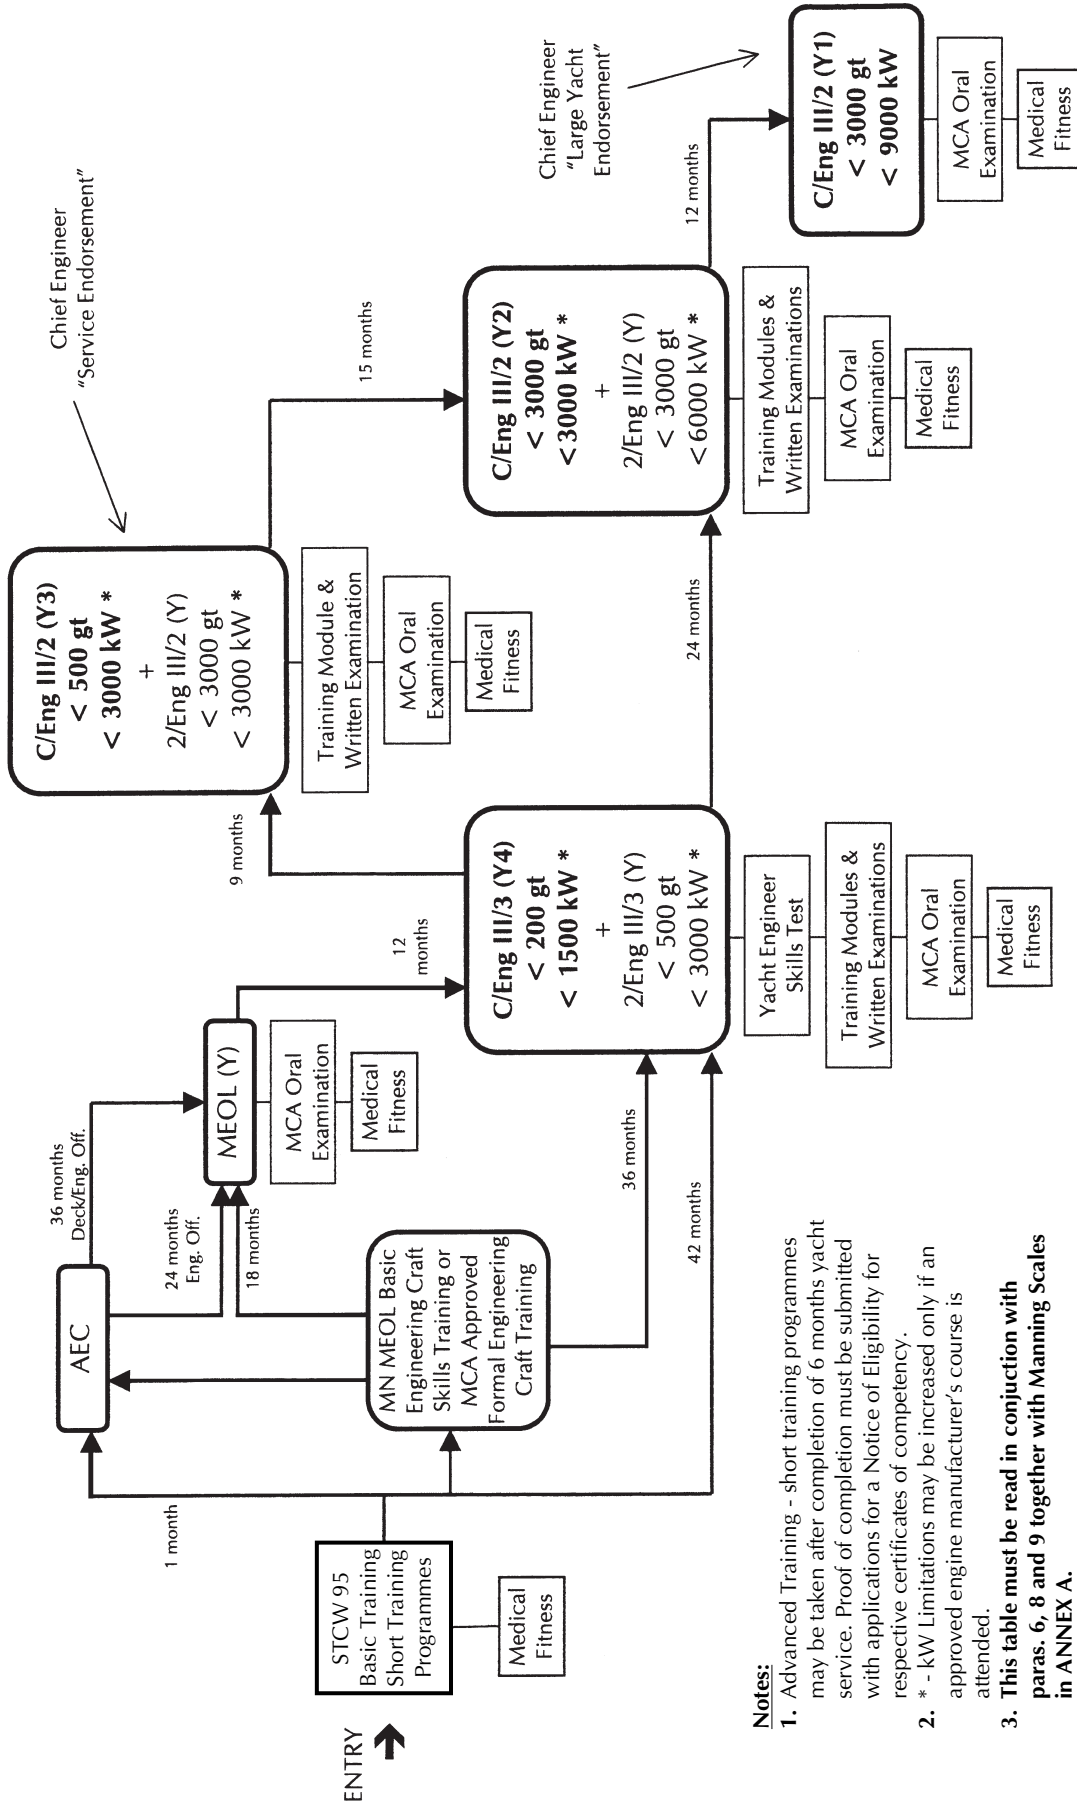 ENTRY
STCW 95
Basic Training
Short Training
Programmes
Medical
Fitness
1 month
AEC
MN MEOL Basic
Engineering Craft
Skills Training or
MCA Approved
Formal Engineering
Craft Training
36 months
Deck/Eng. Off.
24 months
Eng. Off.
18 months
36 months
42 months
MEOL (Y)
MCA Oral
Examination
Medical
Fitness
12
months
C/Eng III/3 (Y4)
< 200 gt
< 1500 kW *
+
2/Eng III/3 (Y)
< 500 gt
< 3000 kW *
Yacht Engineer
Skills Test
Training Modules &
Written Examinations
MCA Oral
Examination
Medical
Fitness
9 months
Chief Engineer
"Service Endorsement"
C/Eng III/2 (Y3)
< 500 gt
< 3000 kW *
+
2/Eng III/2 (Y)
< 3000 gt
< 3000 kW *
Training Module &
Written Examination
MCA Oral
Examination
Medical
Fitness
15 months
24 months
C/Eng III/2 (Y2)
< 3000 gt
<3000 kW *
+
2/Eng III/2 (Y)
< 3000 gt
<6000 kW *
Training Modules &
Written Examinations
MCA Oral
Examination
Medical
Fitness
12 months
Chief Engineer
"Large Yacht
Endorsement"
C/Eng III/2 (Y1)
< 3000 gt
< 9000 kW
MCA Oral
Examination
Medical
Fitness
Notes:
1. Advanced Training - short training programmes
may be taken after completion of 6 months yacht
service. Proof of completion must be submitted
with applications for a Notice of Eligibility for
respective certificates of competency.
2. * - kW Limitations may be increased only if an
approved engine manufacturer's course is
attended.
3. This table must be read in conjuction with
paras. 6, 8 and 9 together with Manning Scales
in ANNEX A.